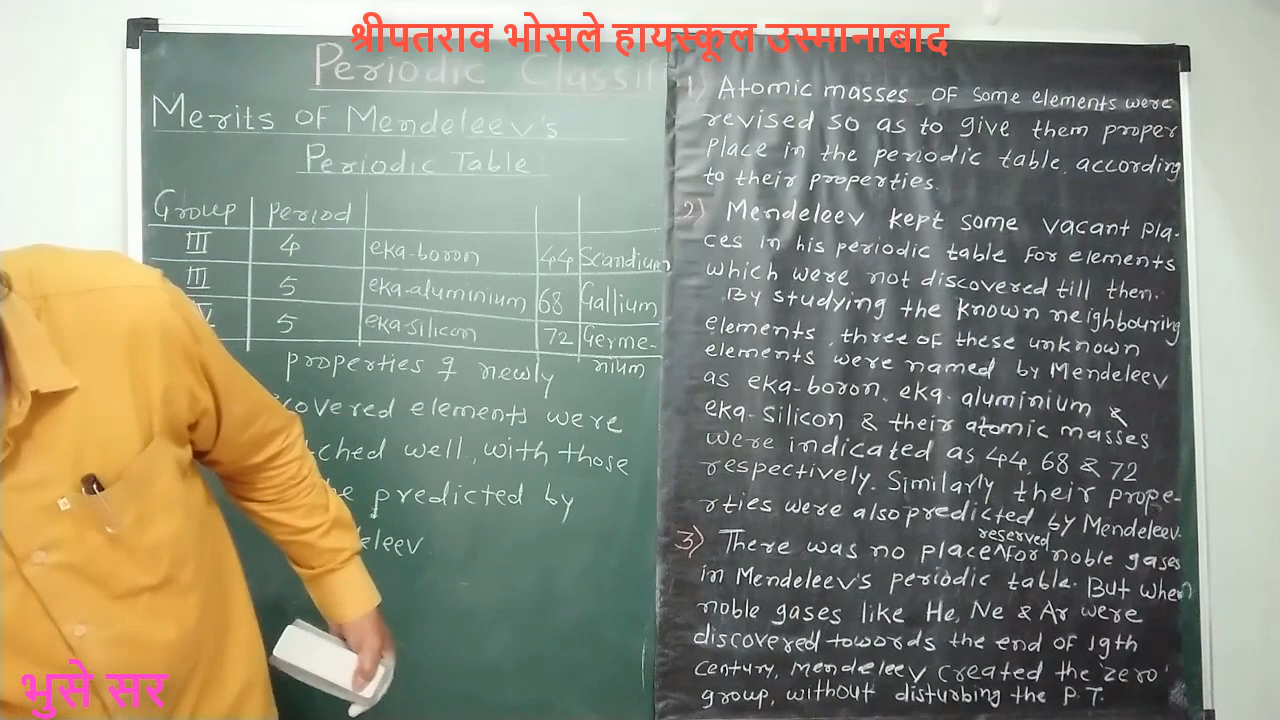 श्रीपतराव भोसले हायस्कूल उस्मानाबाद
Periodic Classif
Merits of Mendeleev's
Periodic Table
Group Period
III 4 eka-boron 44 Scandium
III 5 eka-aluminium 68 Gallium
5 eka-silicon 72 Germe-
nium
properties of newly
covered elements were
ched well, with those
predicted by
eleev.
1) Atomic masses of some elements were
revised so as to give them proper
place in the periodic table according
to their properties.
2) Mendeleev kept some vacant pla-
ces in his periodic table for elements
which were not discovered till then.
By studying the known neighbouring
elements, three of these unknown
elements were named by Mendeleev
as eka-boron, eka-aluminium &
eka-silicon & their atomic masses
were indicated as 44, 68 & 72
respectively. Similarly their prope-
rties were also predicted by Mendeleev.
3) There was no place ^reserved for noble gases
in Mendeleev's periodic table. But when
noble gases like He, Ne & Ar were
discovered towords the end of 19th
century, Mendeleev created the 'zero'
group, without disturbing the P.T.
भुसे सर